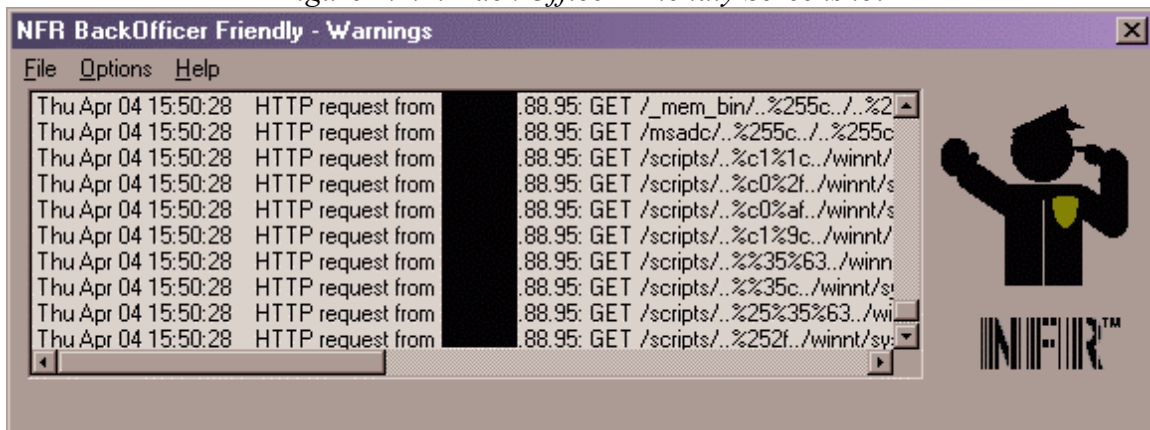 NFR BackOfficer Friendly - Warnings
File Options Help
Thu Apr 04 15:50:28 HTTP request from .88.95: GET /_mem_bin/..%255c../..%2
Thu Apr 04 15:50:28 HTTP request from .88.95: GET /msadc/..%255c../..%255c
Thu Apr 04 15:50:28 HTTP request from .88.95: GET /scripts/..%c1%1c../winnt/
Thu Apr 04 15:50:28 HTTP request from .88.95: GET /scripts/..%c0%2f../winnt/s
Thu Apr 04 15:50:28 HTTP request from .88.95: GET /scripts/..%c0%af../winnt/s
Thu Apr 04 15:50:28 HTTP request from .88.95: GET /scripts/..%c1%9c../winnt/
Thu Apr 04 15:50:28 HTTP request from .88.95: GET /scripts/..%%35%63../winn
Thu Apr 04 15:50:28 HTTP request from .88.95: GET /scripts/..%%35c../winnt/sy
Thu Apr 04 15:50:28 HTTP request from .88.95: GET /scripts/..%25%35%63../wi
Thu Apr 04 15:50:28 HTTP request from .88.95: GET /scripts/..%252f../winnt/sy
NFR™